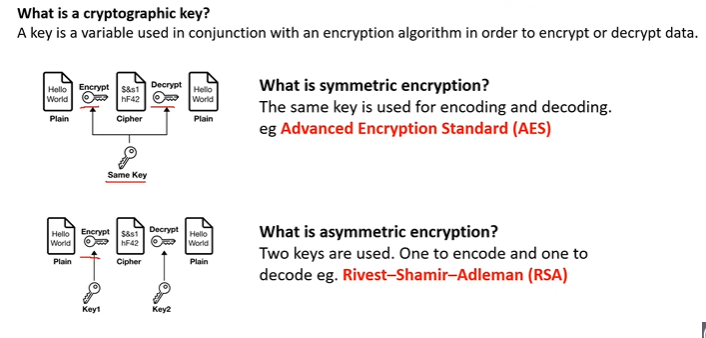 What is a cryptographic key?
A key is a variable used in conjunction with an encryption algorithm in order to encrypt or decrypt data.
Hello World
Encrypt
S&s1 hF42
Decrypt
Hello World
Plain
Cipher
Plain
Same Key
What is symmetric encryption?
The same key is used for encoding and decoding.
eg Advanced Encryption Standard (AES)
Hello World
Encrypt
S&s1 hF42
Decrypt
Hello World
Plain
Cipher
Plain
Key1
Key2
What is asymmetric encryption?
Two keys are used. One to encode and one to
decode eg. Rivest–Shamir–Adleman (RSA)